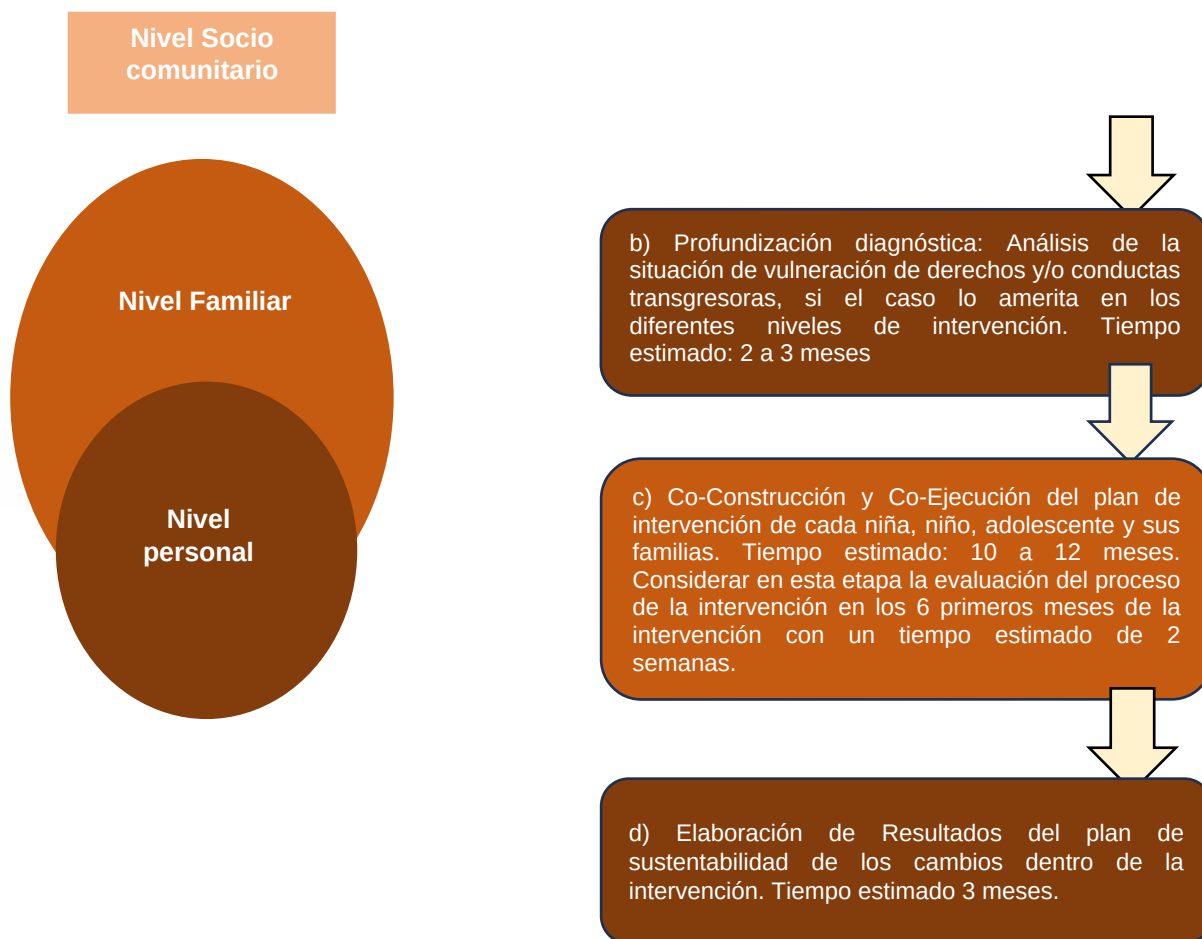 Nivel Socio
comunitario
Nivel Familiar
Nivel
personal
b) Profundización diagnóstica: Análisis de la
situación de vulneración de derechos y/o conductas
transgresoras, si el caso lo amerita en los
diferentes niveles de intervención. Tiempo
estimado: 2 a 3 meses
c) Co-Construcción y Co-Ejecución del plan de
intervención de cada niña, niño, adolescente y sus
familias. Tiempo estimado: 10 a 12 meses.
Considerar en esta etapa la evaluación del proceso
de la intervención en los 6 primeros meses de la
intervención con un tiempo estimado de 2
semanas.
d) Elaboración de Resultados del plan de
sustentabilidad de los cambios dentro de la
intervención. Tiempo estimado 3 meses.